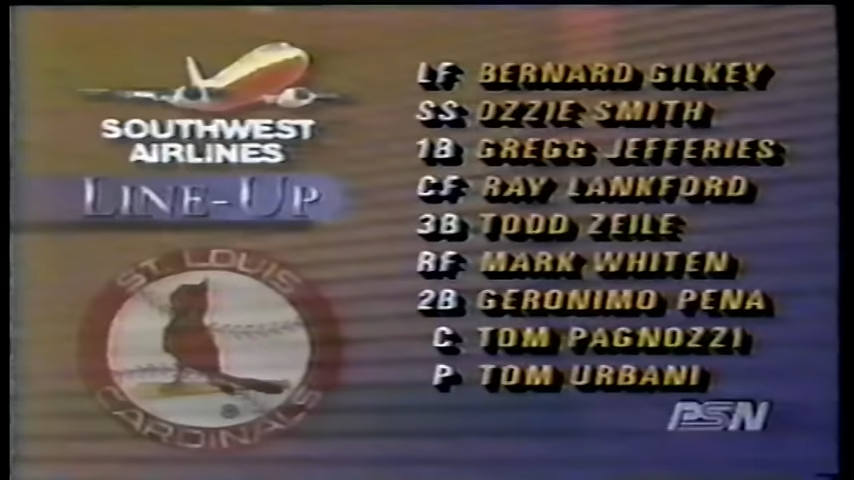 SOUTHWEST
AIRLINES
LINE-UP
ST. LOUIS
CARDINALS
LF BERNARD GILKEY
SS OZZIE SMITH
1B GREGG JEFFERIES
CF RAY LANKFORD
3B TODD ZEILE
RF MARK WHITEN
2B GERONIMO PENA
C TOM PAGNOZZI
P TOM URBANI
PSN